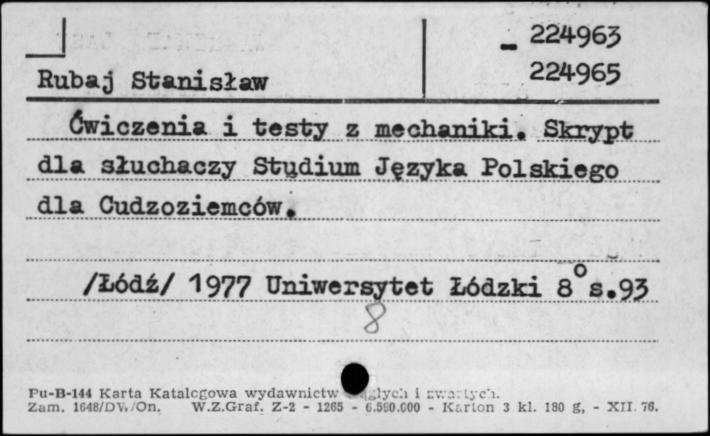 - 224963
Rubaj Stanisław 224965
Ćwiczenia i testy z mechaniki. Skrypt
dla słuchaczy Studium Języka Polskiego
dla Cudzoziemców.
/Łódź/ 1977 Uniwersytet Łódzki 8° s.93
8
Pu-B-144 Karta Katalogowa wydawnictw i zwartych.
Zam. 1648/DW/On. W.Z.Graf. Z-2 - 1265 - 6.590.000 - Karton 3 kl. 180 g, - XII. 76.